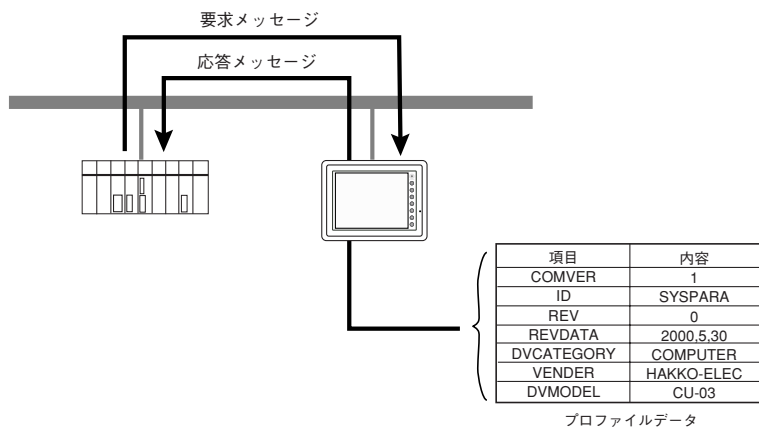 要求メッセージ
応答メッセージ
項目 内容
COMVER 1
ID SYSPARA
REV 0
REVDATA 2000,5,30
DVCATEGORY COMPUTER
VENDER HAKKO-ELEC
DVMODEL CU-03
プロファイルデータ